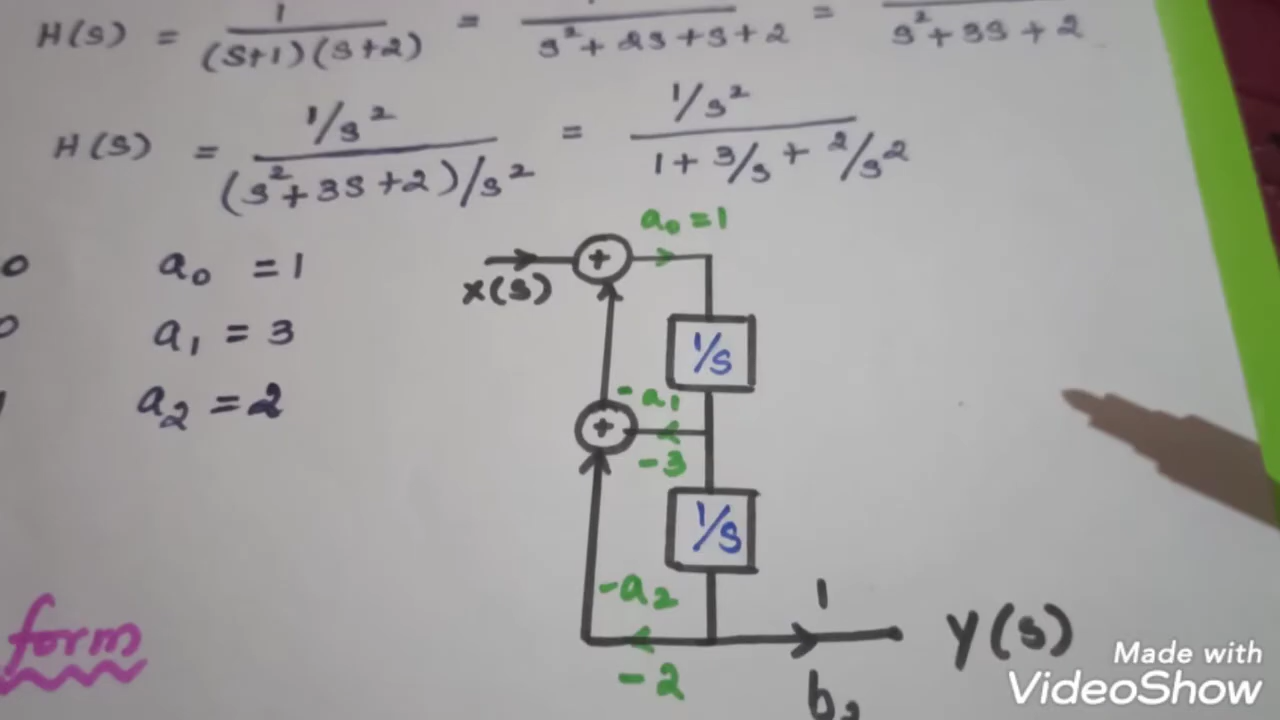 H(s) = 1/(s+1)(s+2) = /s²+2s+s+2 = /s²+3s+2
H(s) = 1/s²/(s²+3s+2)/s² = 1/s²/1+3/s+2/s²
a₀ = 1
0 a₀ = 1
x(s)
+
1/s
a₁ = 3
-a₁
a₂ = 2
+
-3
1/s
-a₂
1
form
y(s)
-2
b₂
Made with
VideoShow